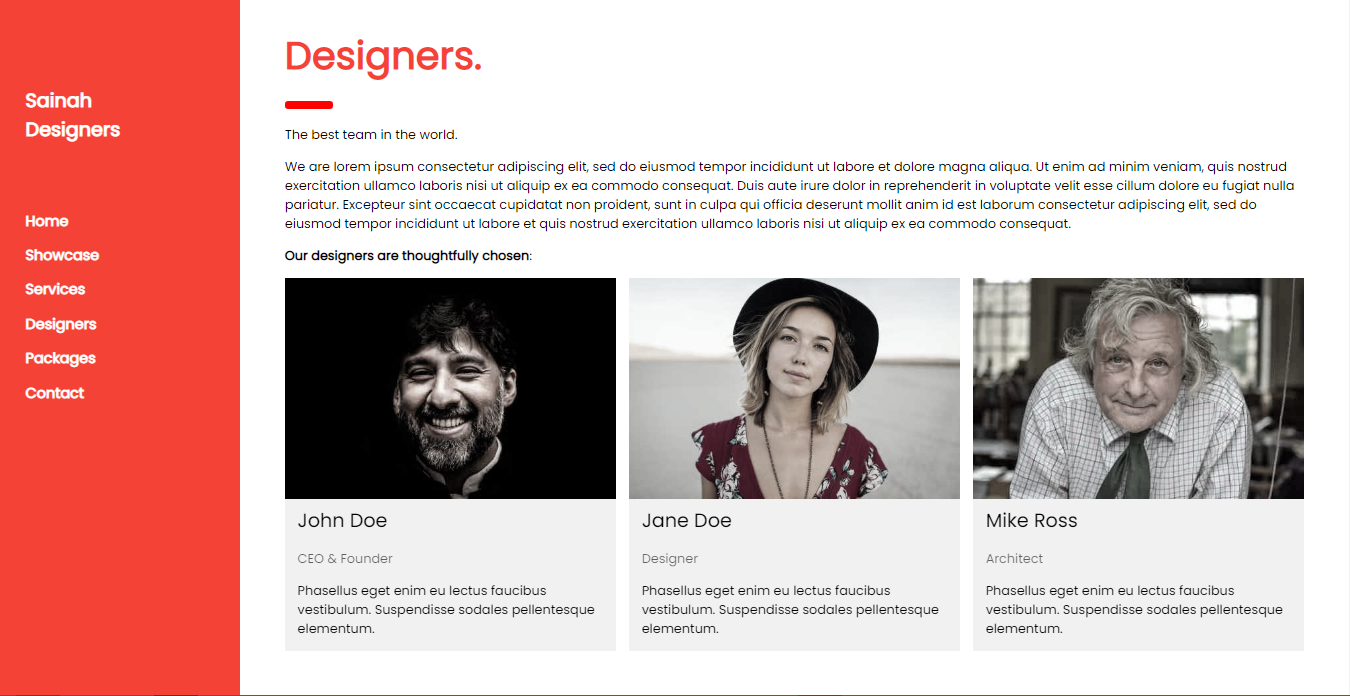 Sainah
Designers
Home
Showcase
Services
Designers
Packages
Contact
Designers.
The best team in the world.
We are lorem ipsum consectetur adipiscing elit, sed do eiusmod tempor incididunt ut labore et dolore magna aliqua. Ut enim ad minim veniam, quis nostrud
exercitation ullamco laboris nisi ut aliquip ex ea commodo consequat. Duis aute irure dolor in reprehenderit in voluptate velit esse cillum dolore eu fugiat nulla
pariatur. Excepteur sint occaecat cupidatat non proident, sunt in culpa qui officia deserunt mollit anim id est laborum consectetur adipiscing elit, sed do
eiusmod tempor incididunt ut labore et quis nostrud exercitation ullamco laboris nisi ut aliquip ex ea commodo consequat.
Our designers are thoughtfully chosen:
John Doe
CEO & Founder
Phasellus eget enim eu lectus faucibus
vestibulum. Suspendisse sodales pellentesque
elementum.
Jane Doe
Designer
Phasellus eget enim eu lectus faucibus
vestibulum. Suspendisse sodales pellentesque
elementum.
Mike Ross
Architect
Phasellus eget enim eu lectus faucibus
vestibulum. Suspendisse sodales pellentesque
elementum.